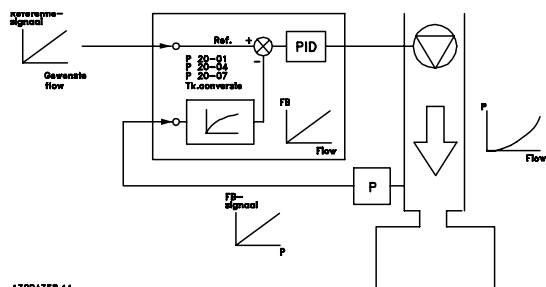 Referentie-
signaal
Gewenste
flow
Ref.
+
-
PID
P 20-01
P 20-04
P 20-07
Tk.conversie
FB
Flow
P
Flow
P
FB-
signaal
P